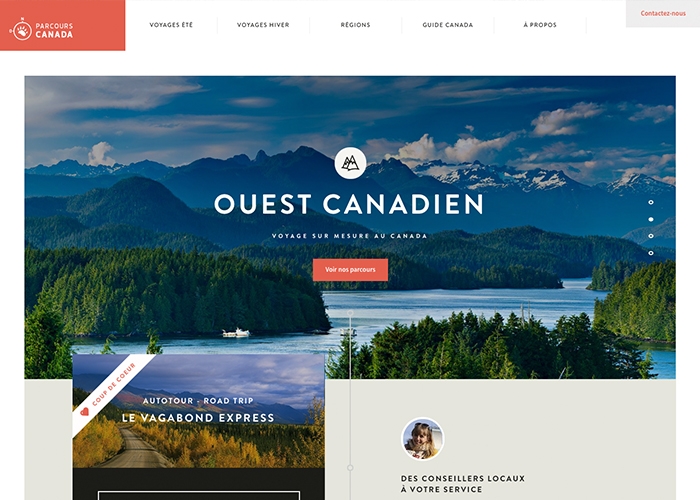 PARCOURS
CANADA
VOYAGES ÉTÉ
VOYAGES HIVER
RÉGIONS
GUIDE CANADA
À PROPOS
Contactez-nous
OUEST CANADIEN
VOYAGE SUR MESURE AU CANADA
Voir nos parcours
COUP DE COEUR
AUTOTOUR - ROAD TRIP
LE VAGABOND EXPRESS
DES CONSEILLERS LOCAUX
À VOTRE SERVICE